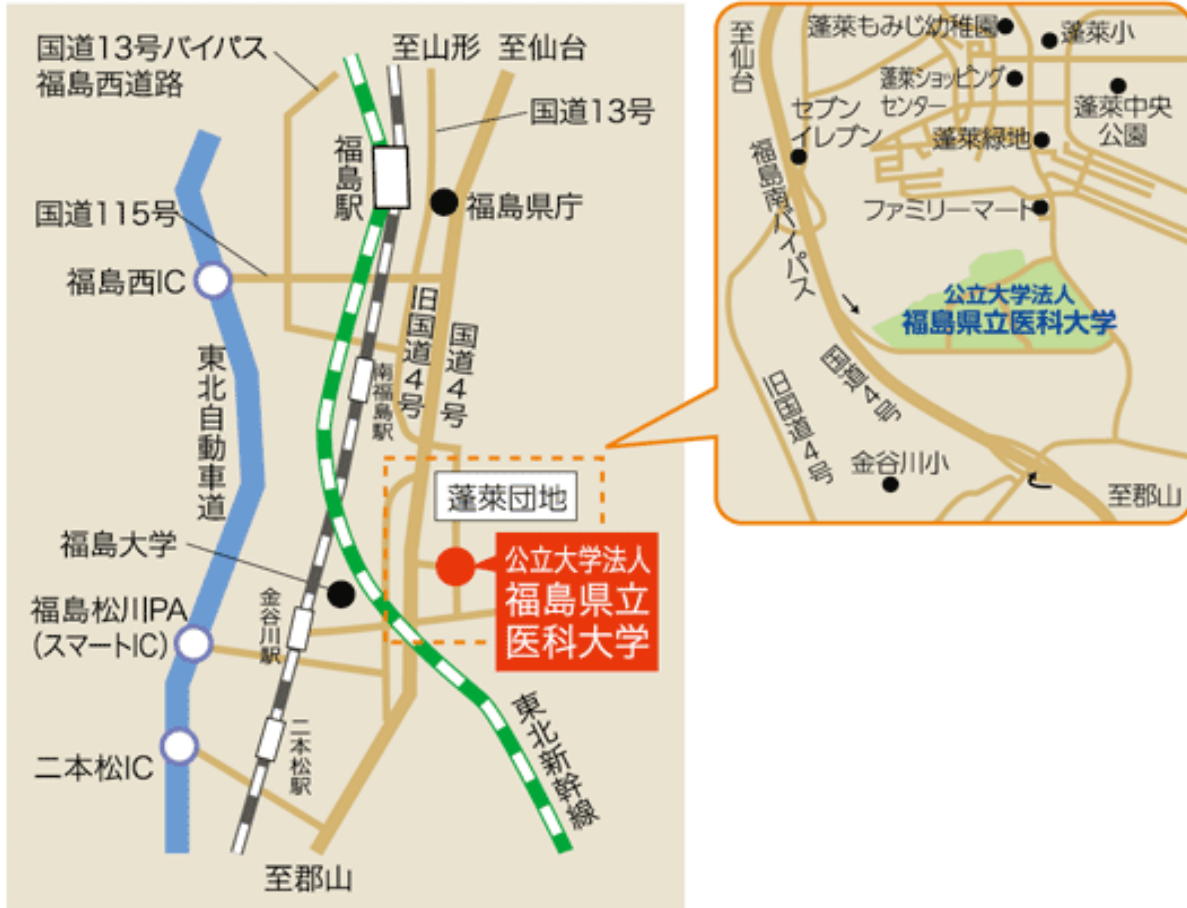 国道13号バイパス
福島西道路
至山形
至仙台
国道13号
福島駅
福島県庁
国道115号
福島西IC
旧国道4号
国道4号
東北自動車道
南福島駅
蓬萊団地
福島大学
公立大学法人
福島県立
医科大学
福島松川PA
(スマートIC)
金谷川駅
二本松IC
二本松駅
東北新幹線
至郡山
至仙台
蓬萊もみじ幼稚園
蓬萊小
蓬萊ショッピング
センター
蓬萊中央
公園
セブン
イレブン
蓬萊緑地
福島南バイパス
ファミリーマート
公立大学法人
福島県立医科大学
国道4号
旧国道4号
金谷川小
至郡山